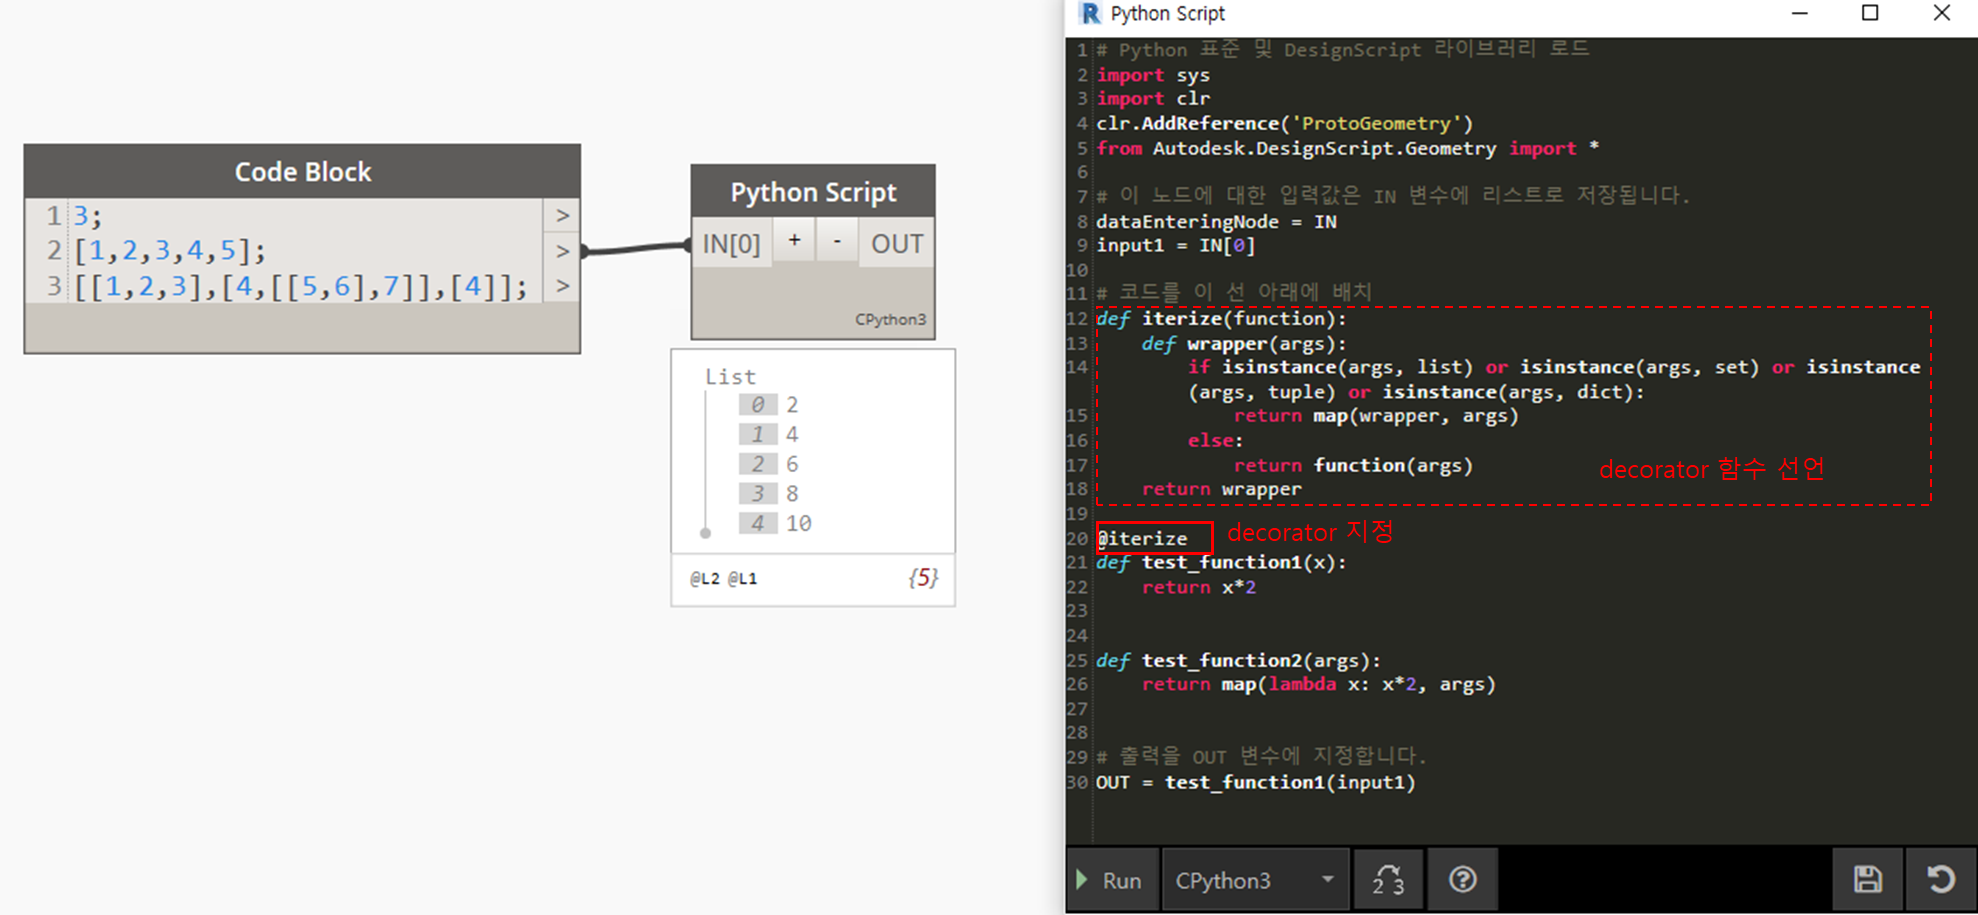 Code Block
1 3; >
2 [1,2,3,4,5]; >
3 [[1,2,3],[4,[[5,6],7]],[4]]; >
Python Script
IN[0] + - OUT
CPython3
List
0 2
1 4
2 6
3 8
4 10
@L2 @L1 {5}
Python Script
1 # Python 표준 및 DesignScript 라이브러리 로드
2 import sys
3 import clr
4 clr.AddReference('ProtoGeometry')
5 from Autodesk.DesignScript.Geometry import *
6
7 # 이 노드에 대한 입력값은 IN 변수에 리스트로 저장됩니다.
8 dataEnteringNode = IN
9 input1 = IN[0]
10
11 # 코드를 이 선 아래에 배치
12 def iterize(function):
13     def wrapper(args):
14         if isinstance(args, list) or isinstance(args, set) or isinstance
(args, tuple) or isinstance(args, dict):
15             return map(wrapper, args)
16         else:
17             return function(args)
decorator 함수 선언
18     return wrapper
19
20 @iterize
decorator 지정
21 def test_function1(x):
22     return x*2
23
24
25 def test_function2(args):
26     return map(lambda x: x*2, args)
27
28
29 # 출력을 OUT 변수에 지정합니다.
30 OUT = test_function1(input1)
Run CPython3 2 3 ?